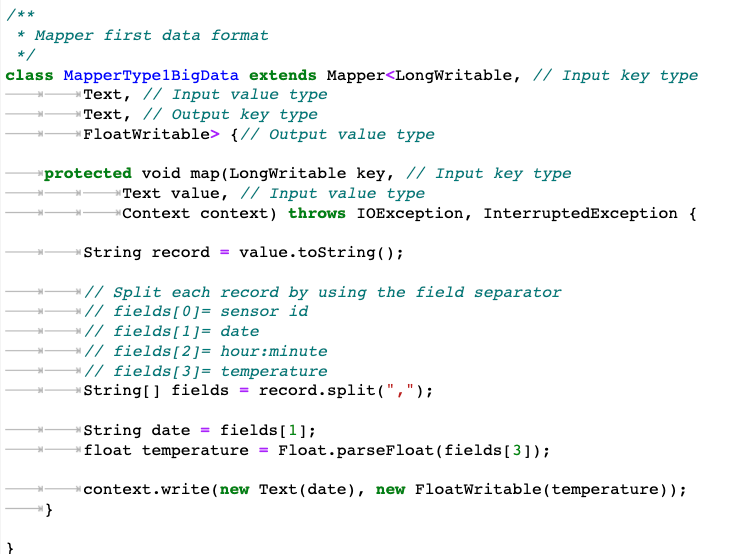 /**
 * Mapper first data format
 */
class MapperType1BigData extends Mapper<LongWritable, // Input key type
		Text, // Input value type
		Text, // Output key type
		FloatWritable> {// Output value type

	protected void map(LongWritable key, // Input key type
			Text value, // Input value type
			Context context) throws IOException, InterruptedException {

		String record = value.toString();

		// Split each record by using the field separator
		// fields[0]= sensor id
		// fields[1]= date
		// fields[2]= hour:minute
		// fields[3]= temperature
		String[] fields = record.split(",");

		String date = fields[1];
		float temperature = Float.parseFloat(fields[3]);

		context.write(new Text(date), new FloatWritable(temperature));
	}

}